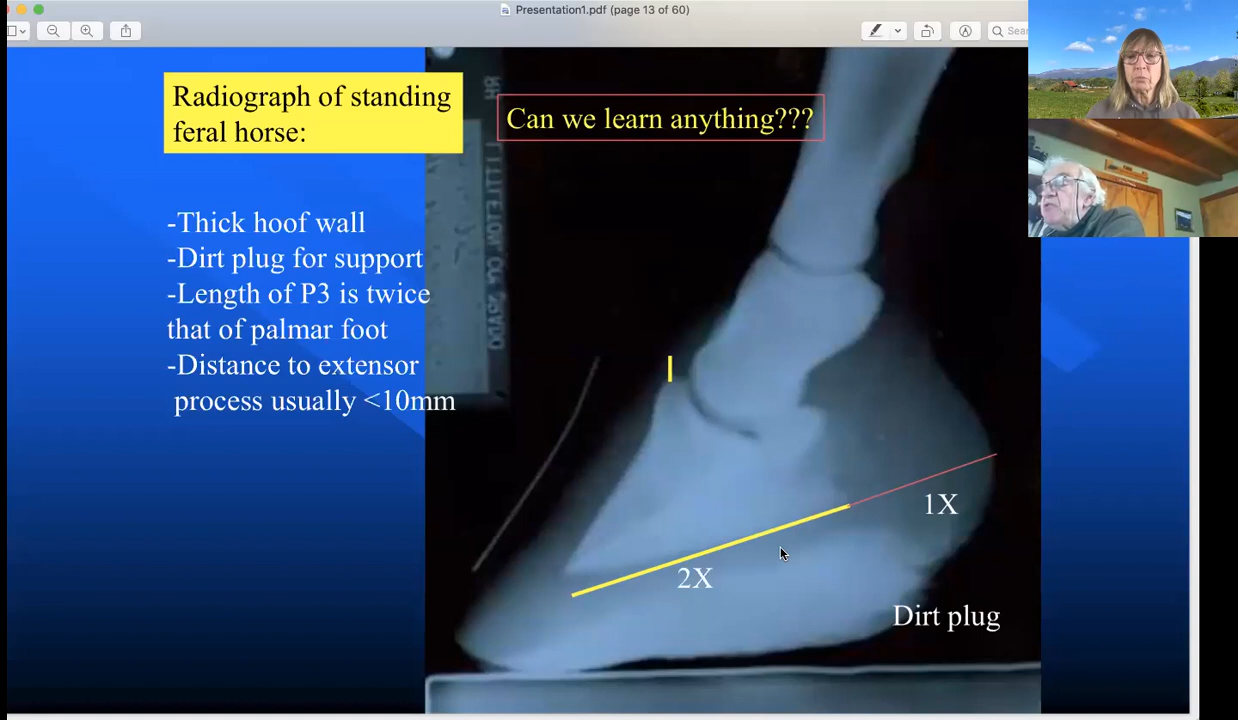 Presentation1.pdf (page 13 of 60)
Sear
Radiograph of standing
feral horse:
Can we learn anything???
-Thick hoof wall
-Dirt plug for support
-Length of P3 is twice
that of palmar foot
-Distance to extensor
process usually <10mm
1X
2X
Dirt plug